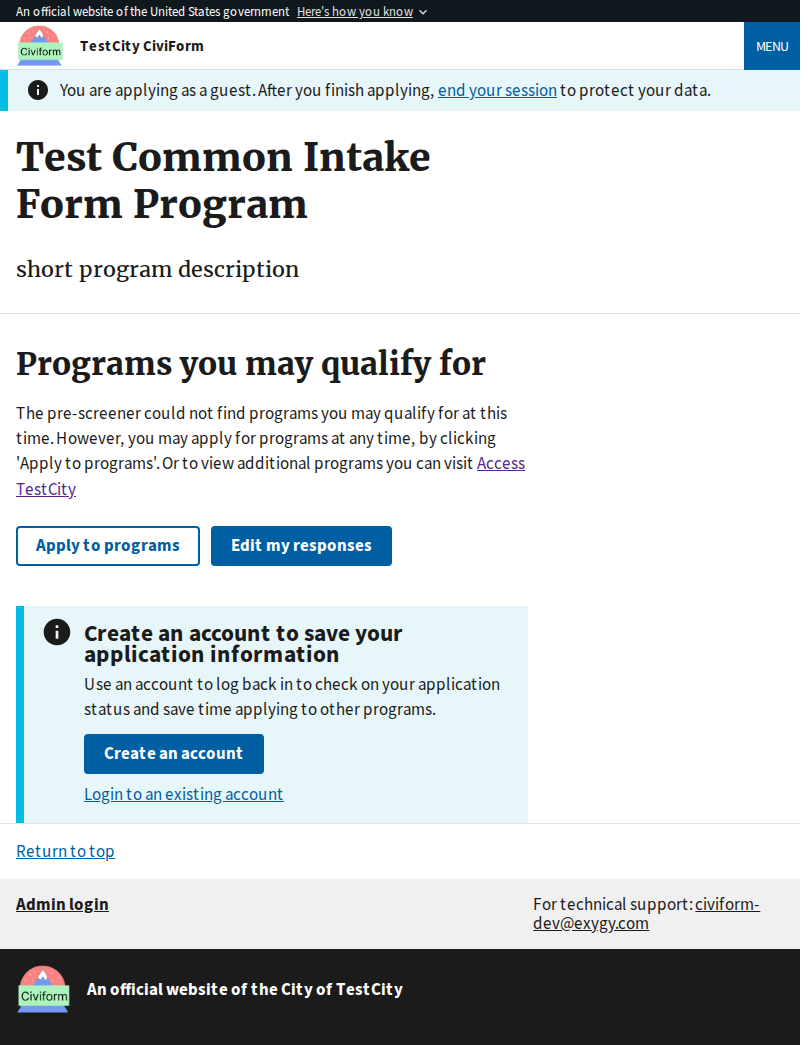 An official website of the United States government Here's how you know
Civiform
TestCity CiviForm
MENU
You are applying as a guest. After you finish applying, end your session to protect your data.
Test Common Intake
Form Program
short program description
Programs you may qualify for
The pre-screener could not find programs you may qualify for at this
time. However, you may apply for programs at any time, by clicking
'Apply to programs'. Or to view additional programs you can visit Access
TestCity
Apply to programs
Edit my responses
Create an account to save your
application information
Use an account to log back in to check on your application
status and save time applying to other programs.
Create an account
Login to an existing account
Return to top
Admin login
For technical support: civiform-
dev@exygy.com
Civiform
An official website of the City of TestCity